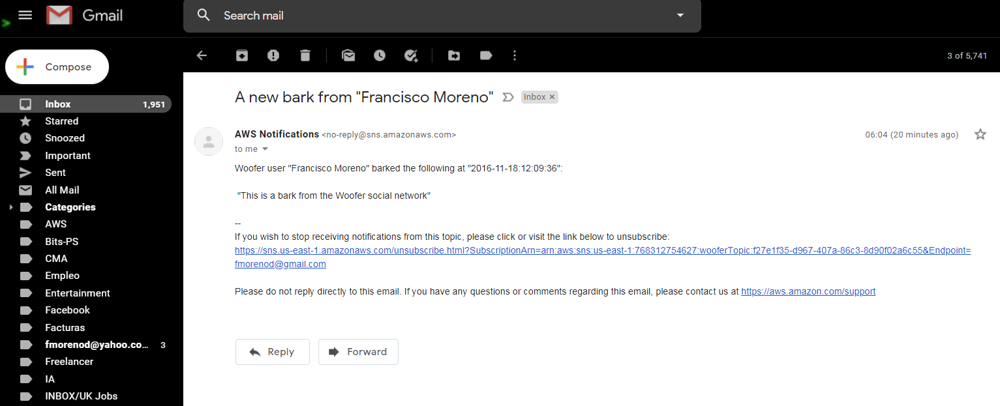 Gmail
Search mail
Compose
3 of 5,741
Inbox 1,951
Starred
Snoozed
Important
Sent
All Mail
Categories
AWS
Bits-PS
CMA
Empleo
Entertainment
Facebook
Facturas
fmorenod@yahoo.co... 3
Freelancer
IA
INBOX/UK Jobs
A new bark from "Francisco Moreno" Inbox ×
AWS Notifications <no-reply@sns.amazonaws.com> 06:04 (20 minutes ago)
to me
Woofer user "Francisco Moreno" barked the following at "2016-11-18:12:09:36":
"This is a bark from the Woofer social network"
--
If you wish to stop receiving notifications from this topic, please click or visit the link below to unsubscribe:
https://sns.us-east-1.amazonaws.com/unsubscribe.html?SubscriptionArn=arn:aws:sns:us-east-1:768312754627:wooferTopic:f27e1f35-d967-407a-86c3-8d90f02a6c55&Endpoint=
fmorenod@gmail.com
Please do not reply directly to this email. If you have any questions or comments regarding this email, please contact us at https://aws.amazon.com/support
Reply Forward